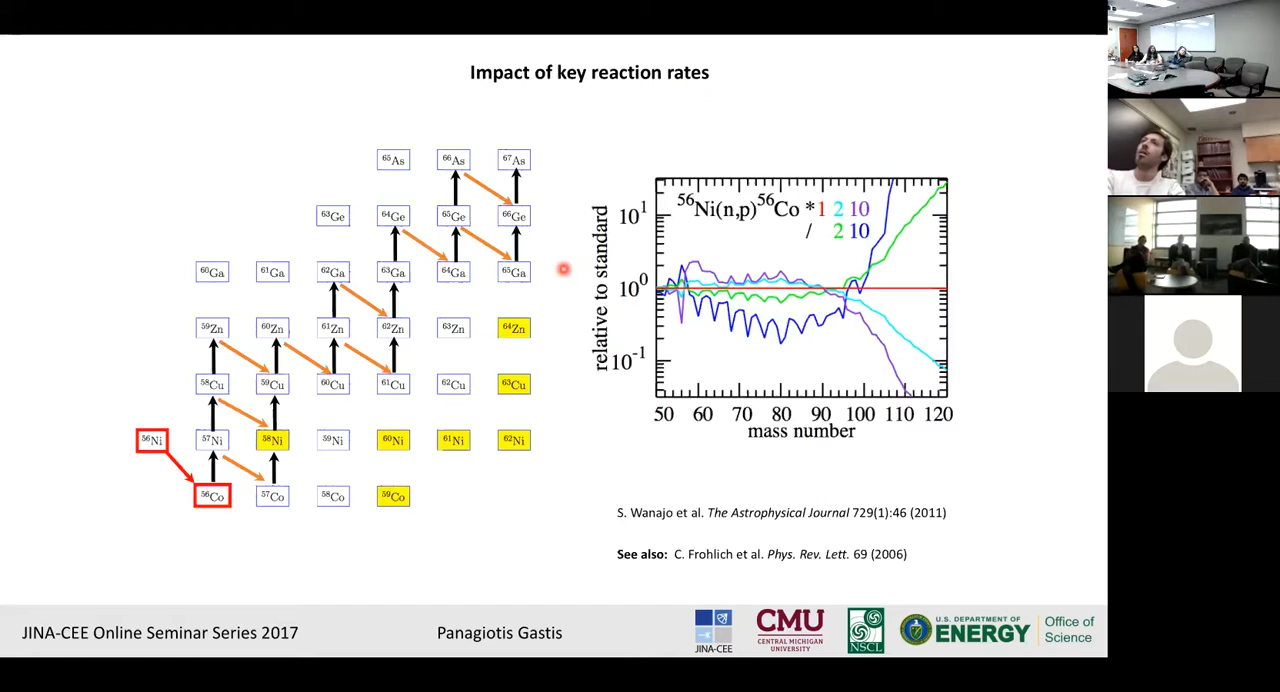 Impact of key reaction rates
65As 66As 67As
63Ge 64Ge 65Ge 66Ge
60Ga 61Ga 62Ga 63Ga 64Ga 65Ga
59Zn 60Zn 61Zn 62Zn 63Zn 64Zn
58Cu 59Cu 60Cu 61Cu 62Cu 63Cu
56Ni 57Ni 58Ni 59Ni 60Ni 61Ni 62Ni
56Co 57Co 58Co 59Co
56Ni(n,p)56Co *1 2 10
/ 2 10
relative to standard
10^1
10^0
10^-1
50 60 70 80 90 100 110 120
mass number
S. Wanajo et al. The Astrophysical Journal 729(1):46 (2011)
See also: C. Frohlich et al. Phys. Rev. Lett. 69 (2006)
JINA-CEE Online Seminar Series 2017
Panagiotis Gastis
JINA-CEE
CMU
CENTRAL MICHIGAN
UNIVERSITY
NSCL
U.S. DEPARTMENT OF
ENERGY
Office of
Science